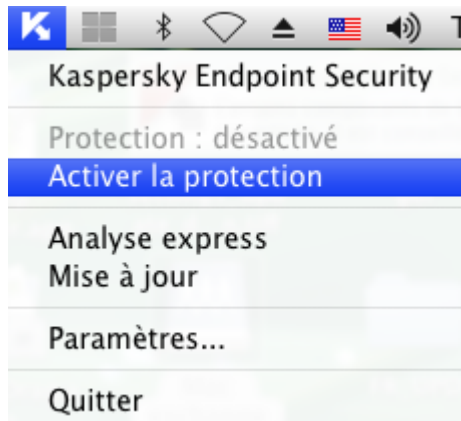 Kaspersky Endpoint Security
Protection : désactivé
Activer la protection
Analyse express
Mise à jour
Paramètres...
Quitter